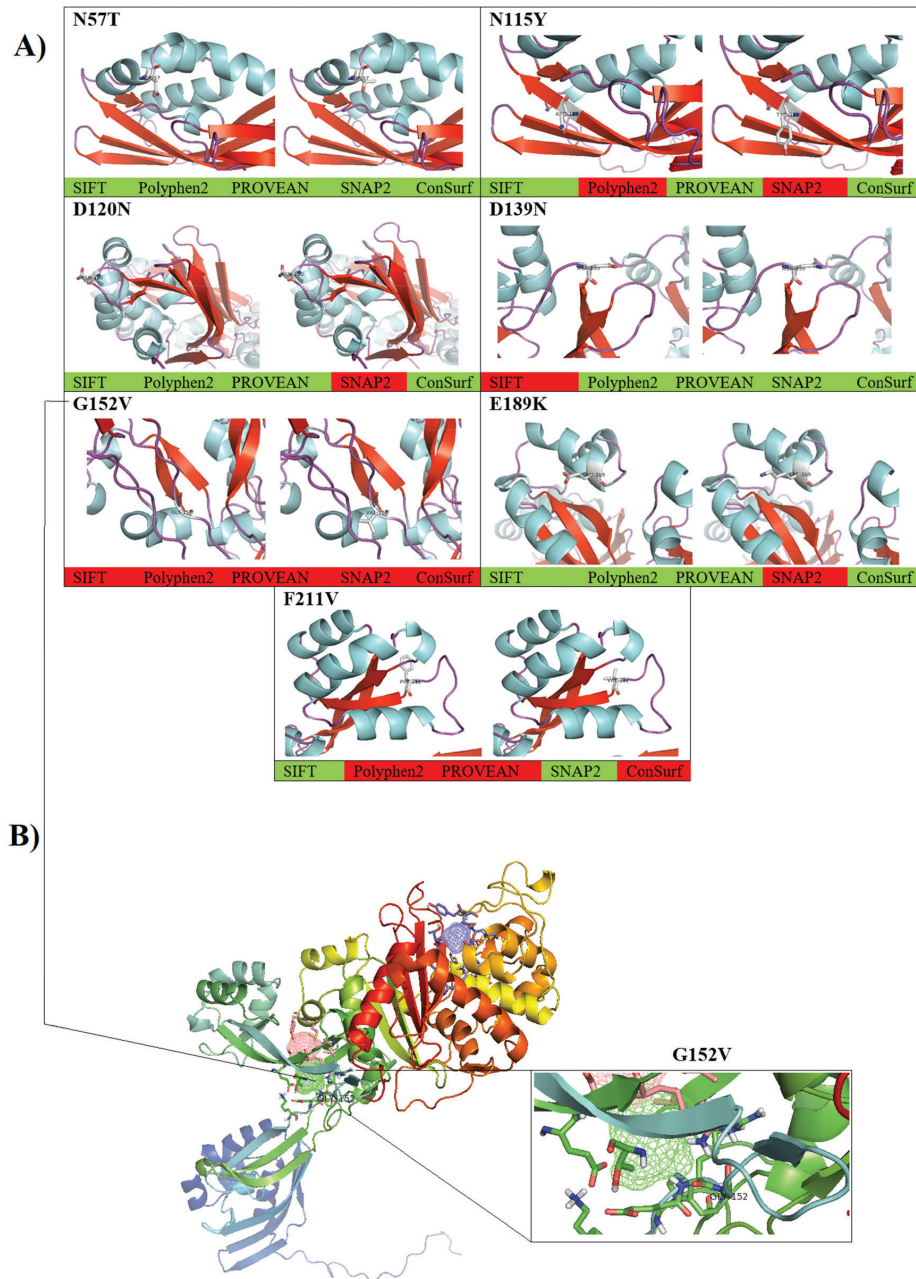 A)
N57T
N115Y
SIFT Polyphen2 PROVEAN SNAP2 ConSurf
SIFT Polyphen2 PROVEAN SNAP2 ConSurf
D120N
D139N
SIFT Polyphen2 PROVEAN SNAP2 ConSurf
SIFT Polyphen2 PROVEAN SNAP2 ConSurf
G152V
E189K
GLY-152
SIFT Polyphen2 PROVEAN SNAP2 ConSurf
SIFT Polyphen2 PROVEAN SNAP2 ConSurf
F211V
SIFT Polyphen2 PROVEAN SNAP2 ConSurf
B)
GLY-152
G152V
GLY-152